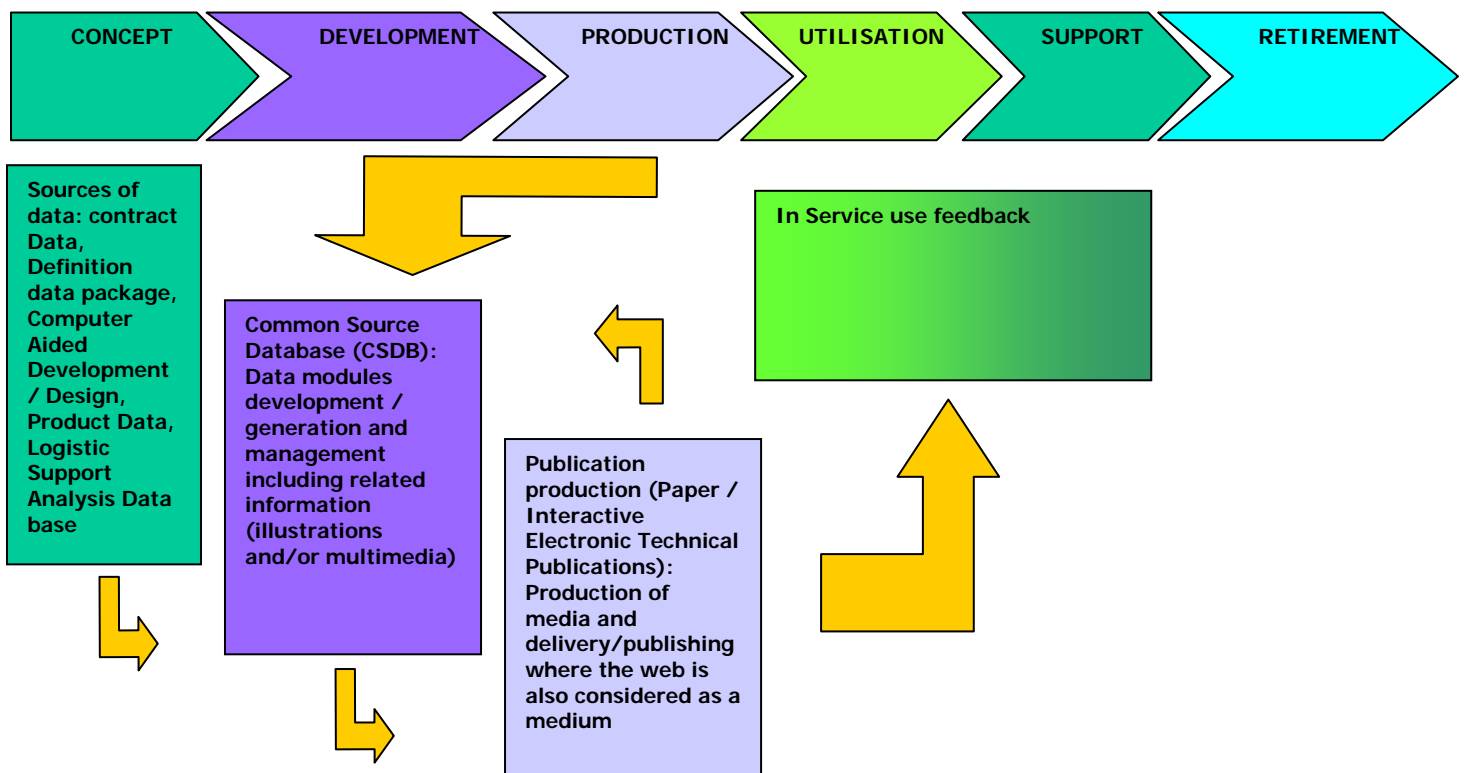 CONCEPT
DEVELOPMENT
PRODUCTION
UTILISATION
SUPPORT
RETIREMENT
Sources of
data: contract
Data,
Definition
data package,
Computer
Aided
Development
/ Design,
Product Data,
Logistic
Support
Analysis Data
base
Common Source
Database (CSDB):
Data modules
development /
generation and
management
including related
information
(illustrations
and/or multimedia)
Publication
production (Paper /
Interactive
Electronic Technical
Publications):
Production of
media and
delivery/publishing
where the web is
also considered as a
medium
In Service use feedback